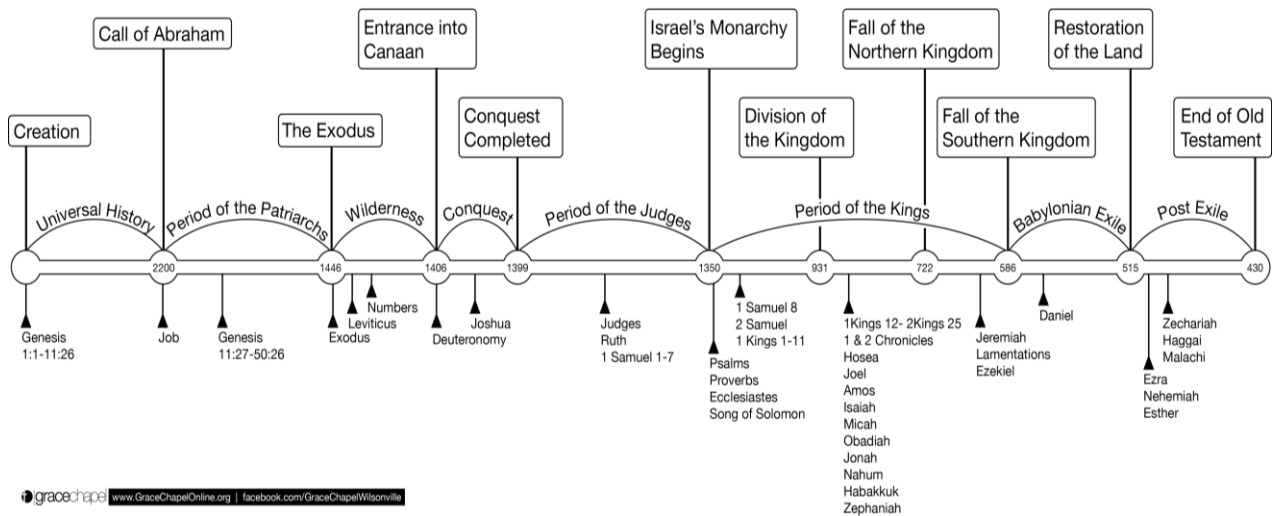 Call of Abraham
Entrance into
Canaan
Israel's Monarchy
Begins
Fall of the
Northern Kingdom
Restoration
of the Land
Creation
The Exodus
Conquest
Completed
Division of
the Kingdom
Fall of the
Southern Kingdom
End of Old
Testament
Universal History
Period of the Patriarchs
Wilderness
Conquest
Period of the Judges
Period of the Kings
Babylonian Exile
Post Exile
2200
1446
1406
1399
1350
931
722
586
515
430
Genesis
1:1-11:26
Job
Genesis
11:27-50:26
Exodus
Leviticus
Numbers
Deuteronomy
Joshua
Judges
Ruth
1 Samuel 1-7
Psalms
Proverbs
Ecclesiastes
Song of Solomon
1 Samuel 8
2 Samuel
1 Kings 1-11
1Kings 12- 2Kings 25
1 & 2 Chronicles
Hosea
Joel
Amos
Isaiah
Micah
Obadiah
Jonah
Nahum
Habakkuk
Zephaniah
Jeremiah
Lamentations
Ezekiel
Daniel
Ezra
Nehemiah
Esther
Zechariah
Haggai
Malachi
gracechapel www.GraceChapelOnline.org | facebook.com/GraceChapelWilsonville